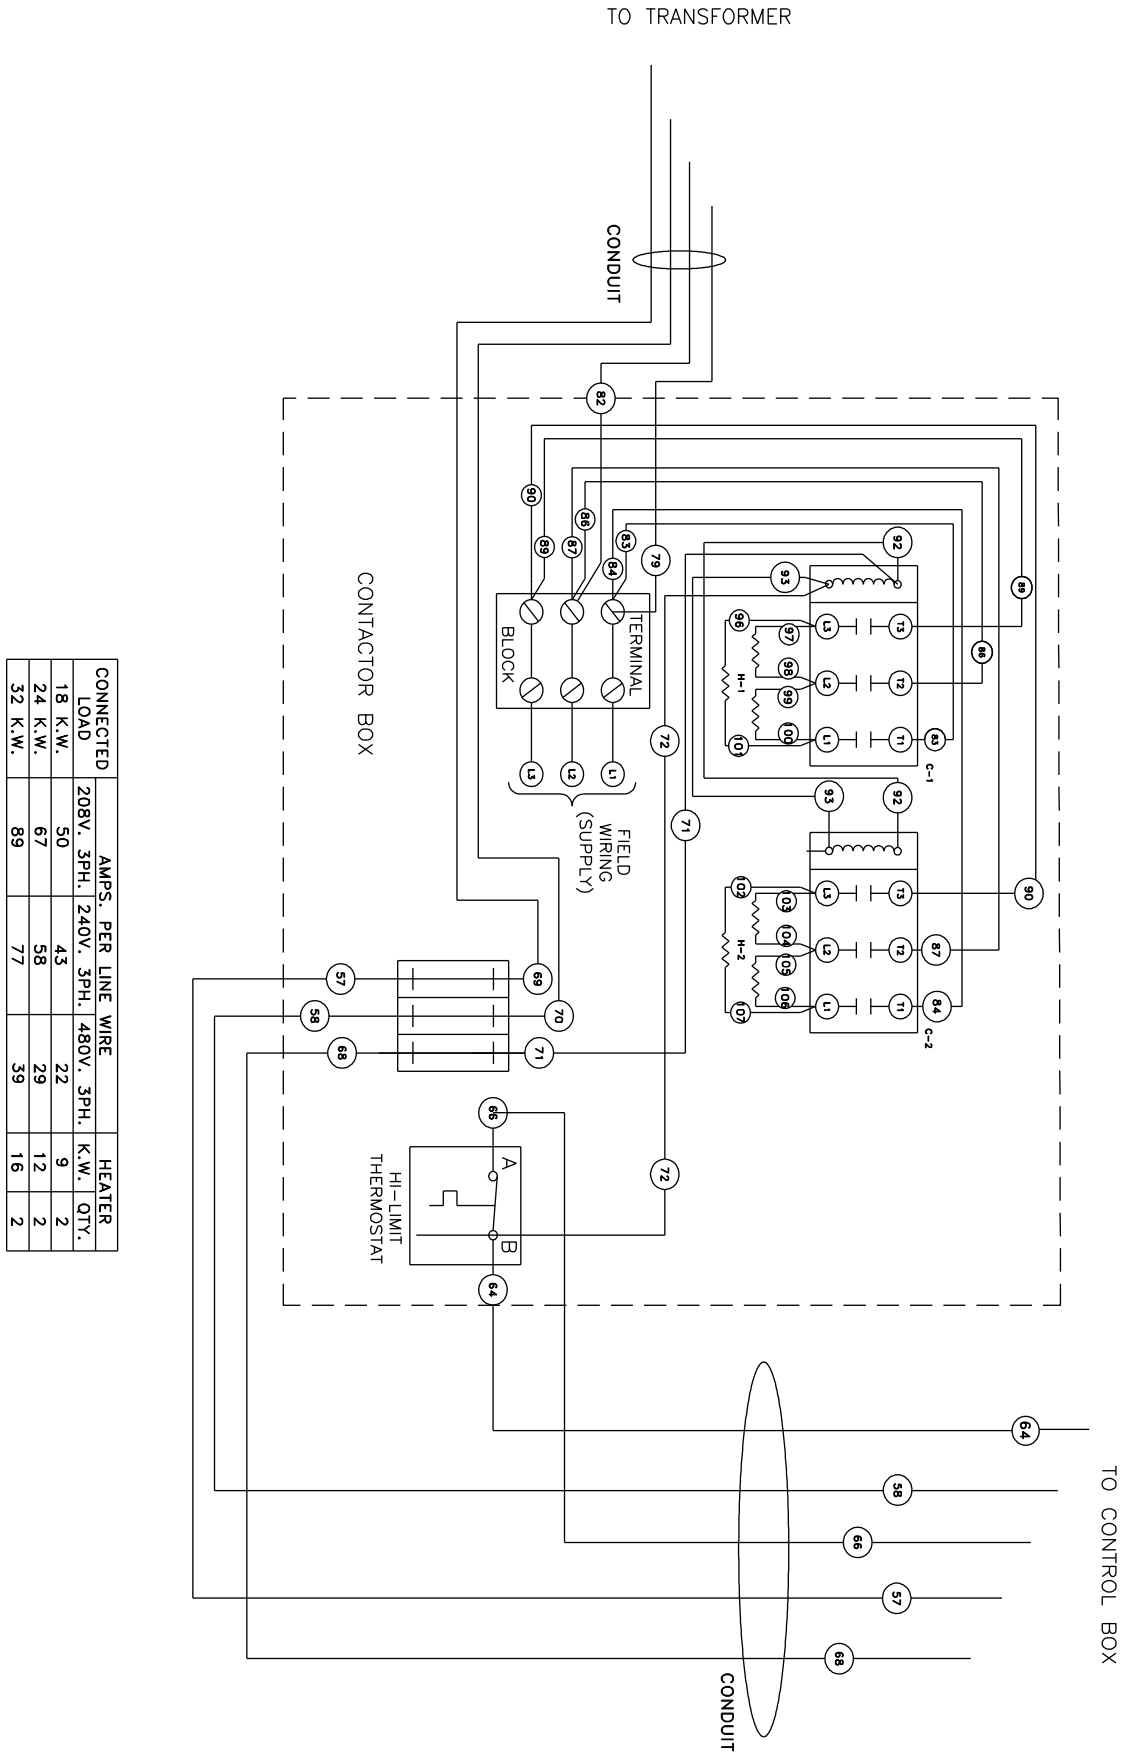 TO TRANSFORMER
CONDUIT
82
90
89
87
86
84
83
79
92
93
89
86
83
TERMINAL
BLOCK
L3
L2
L1
FIELD
WIRING
(SUPPLY)
CONTACTOR BOX
96
97
98
99
100
101
H-1
L3
T3
L2
T2
L1
T1
C-1
72
71
93
92
102
103
104
105
106
107
H-2
L3
T3
L2
T2
L1
T1
C-2
90
87
84
57
69
58
70
68
71
66
A
B
HI-LIMIT
THERMOSTAT
64
72
TO CONTROL BOX
64
58
66
57
68
CONDUIT
CONNECTED LOAD
AMPS. PER LINE WIRE
HEATER
208V. 3PH. 240V. 3PH. 480V. 3PH. K.W. QTY.
18 K.W. 50 43 22 9 2
24 K.W. 67 58 29 12 2
32 K.W. 89 77 39 16 2